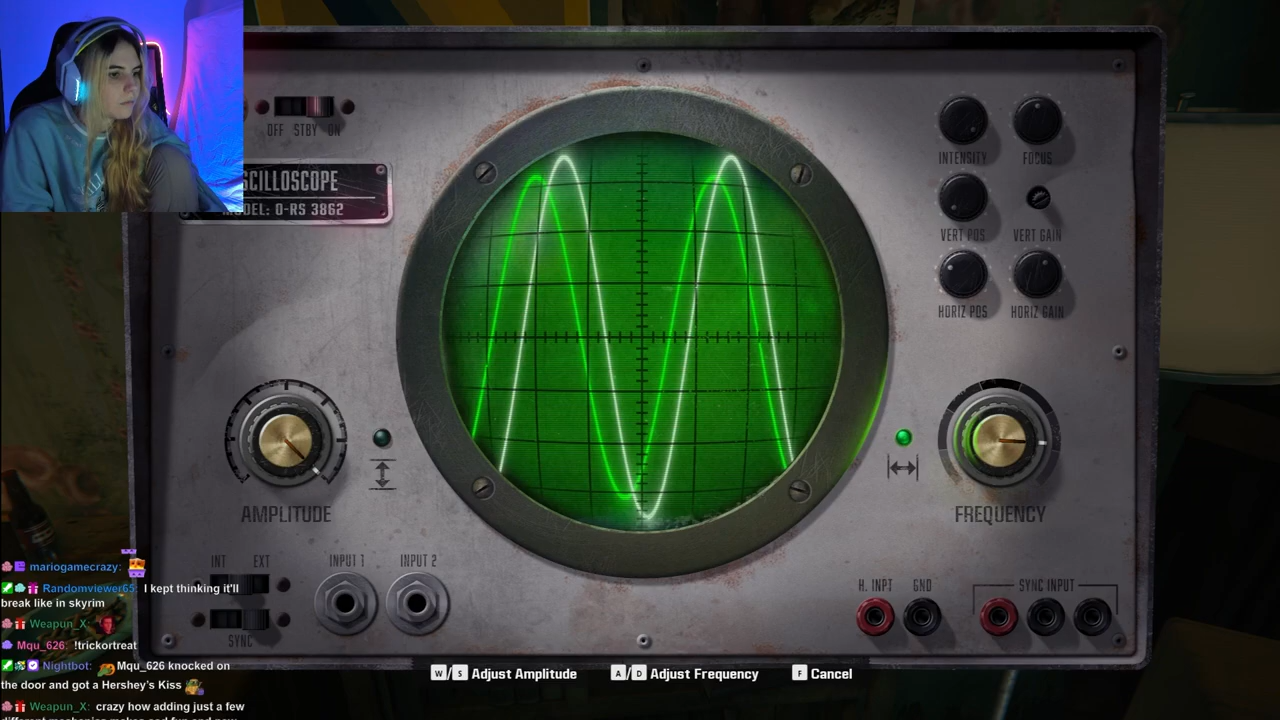 OFF STBY ON
SCILLOSCOPE
MODEL: O-RS 3862
INTENSITY FOCUS
VERT POS VERT GAIN
HORIZ POS HORIZ GAIN
AMPLITUDE
FREQUENCY
INT EXT
INPUT 1 INPUT 2
SYNC
H. INPT GND
SYNC INPUT
W/S Adjust Amplitude
A/D Adjust Frequency
F Cancel
mariogamecrazy:
Randomviewer65: I kept thinking it'll
break like in skyrim
Weapun_X:
Mqu_626: !trickortreat
Nightbot: Mqu_626 knocked on
the door and got a Hershey's Kiss
Weapun_X: crazy how adding just a few